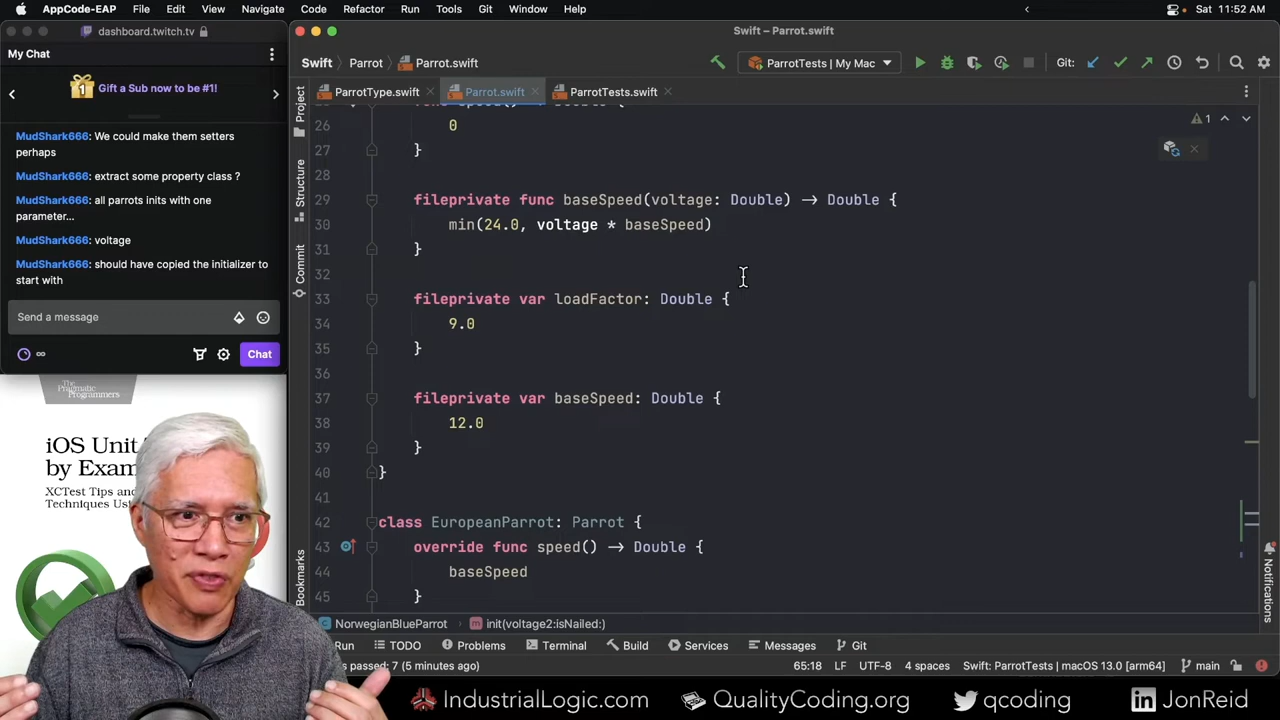 AppCode-EAP File Edit View Navigate Code Refactor Run Tools Git Window Help Sat 11:52 AM
dashboard.twitch.tv
My Chat
Gift a Sub now to be #1!
MudShark666: We could make them setters
perhaps
MudShark666: extract some property class ?
MudShark666: all parrots inits with one
parameter...
MudShark666: voltage
MudShark666: should have copied the initializer to
start with
Send a message
Chat
The
Pragmatic
Programmers
iOS Unit
by Exam
XCTest Tips and
Techniques Us
Swift – Parrot.swift
Swift Parrot Parrot.swift
ParrotTests | My Mac
Git:
ParrotType.swift Parrot.swift ParrotTests.swift
1
Project
Structure
Commit
Bookmarks
26 0
27 }
28
29 fileprivate func baseSpeed(voltage: Double) -> Double {
30 min(24.0, voltage * baseSpeed)
31 }
32
33 fileprivate var loadFactor: Double {
34 9.0
35 }
36
37 fileprivate var baseSpeed: Double {
38 12.0
39 }
40 }
41
42 class EuropeanParrot: Parrot {
43 override func speed() -> Double {
44 baseSpeed
45 }
Notifications
NorwegianBlueParrot init(voltage2:isNailed:)
Run TODO Problems Terminal Build Services Messages Git
s passed: 7 (5 minutes ago) 65:18 LF UTF-8 4 spaces Swift: ParrotTests | macOS 13.0 [arm64] main
IndustrialLogic.com QualityCoding.org qcoding JonReid